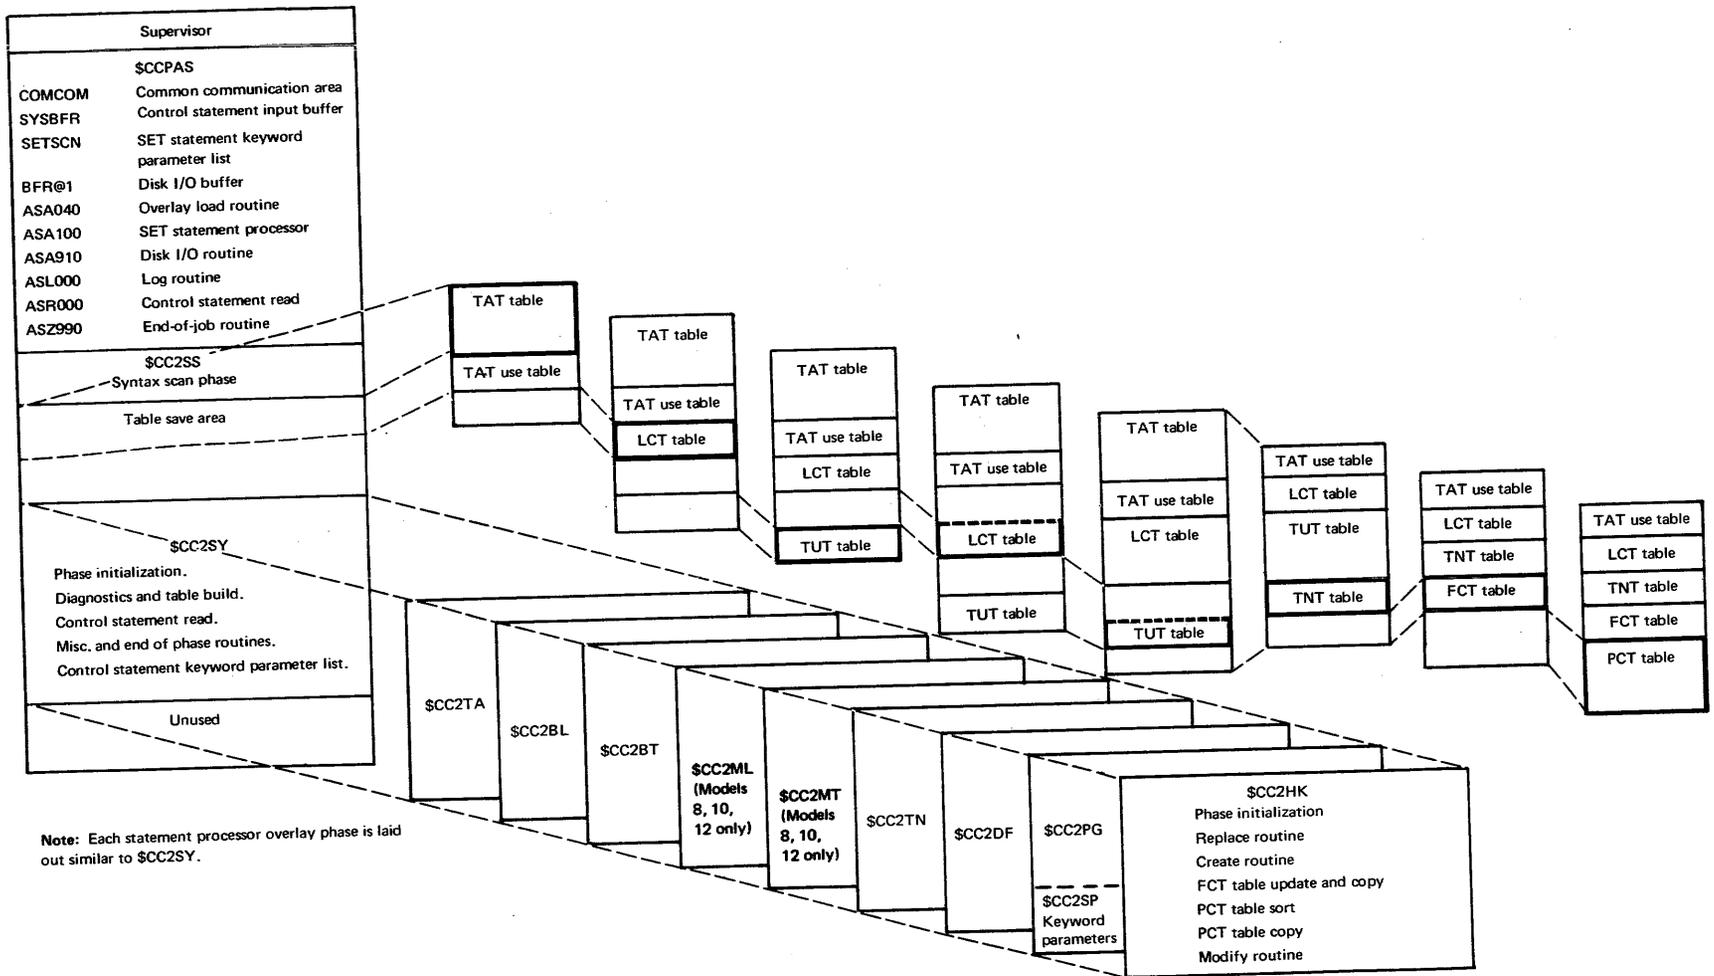 Supervisor
$CCPAS
COMCOM Common communication area
SYSBFR Control statement input buffer
SETSCN SET statement keyword
parameter list
BFR@1 Disk I/O buffer
ASA040 Overlay load routine
ASA100 SET statement processor
ASA910 Disk I/O routine
ASL000 Log routine
ASR000 Control statement read
ASZ990 End-of-job routine
$CC2SS
Syntax scan phase
Table save area
$CC2SY
Phase initialization.
Diagnostics and table build.
Control statement read.
Misc. and end of phase routines.
Control statement keyword parameter list.
Unused
Note: Each statement processor overlay phase is laid
out similar to $CC2SY.
TAT table
TAT use table
TAT table
TAT use table
LCT table
TAT table
TAT use table
LCT table
TUT table
TAT table
TAT use table
LCT table
TUT table
TAT table
TAT use table
LCT table
TUT table
TAT use table
LCT table
TUT table
TNT table
TAT use table
LCT table
TNT table
FCT table
TAT use table
LCT table
TNT table
FCT table
PCT table
$CC2TA
$CC2BL
$CC2BT
$CC2ML
(Models
8, 10,
12 only)
$CC2MT
(Models
8, 10,
12 only)
$CC2TN
$CC2DF
$CC2PG
$CC2SP
Keyword
parameters
$CC2HK
Phase initialization
Replace routine
Create routine
FCT table update and copy
PCT table sort
PCT table copy
Modify routine